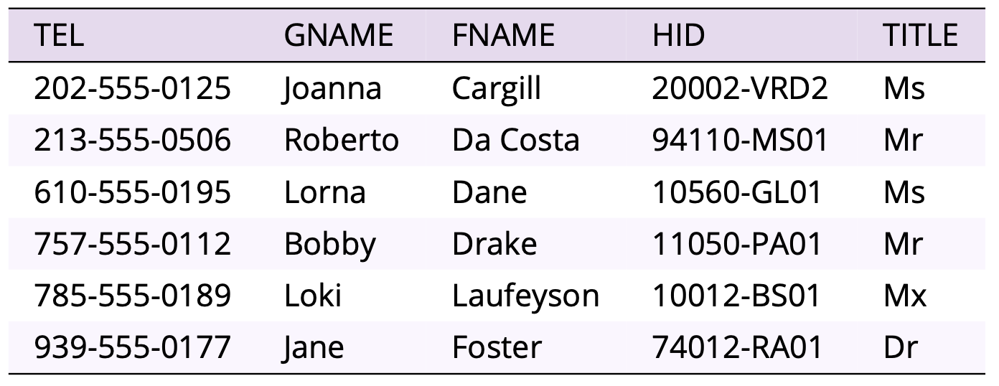 TEL GNAME FNAME HID TITLE
202-555-0125 Joanna Cargill 20002-VRD2 Ms
213-555-0506 Roberto Da Costa 94110-MS01 Mr
610-555-0195 Lorna Dane 10560-GL01 Ms
757-555-0112 Bobby Drake 11050-PA01 Mr
785-555-0189 Loki Laufeyson 10012-BS01 Mx
939-555-0177 Jane Foster 74012-RA01 Dr